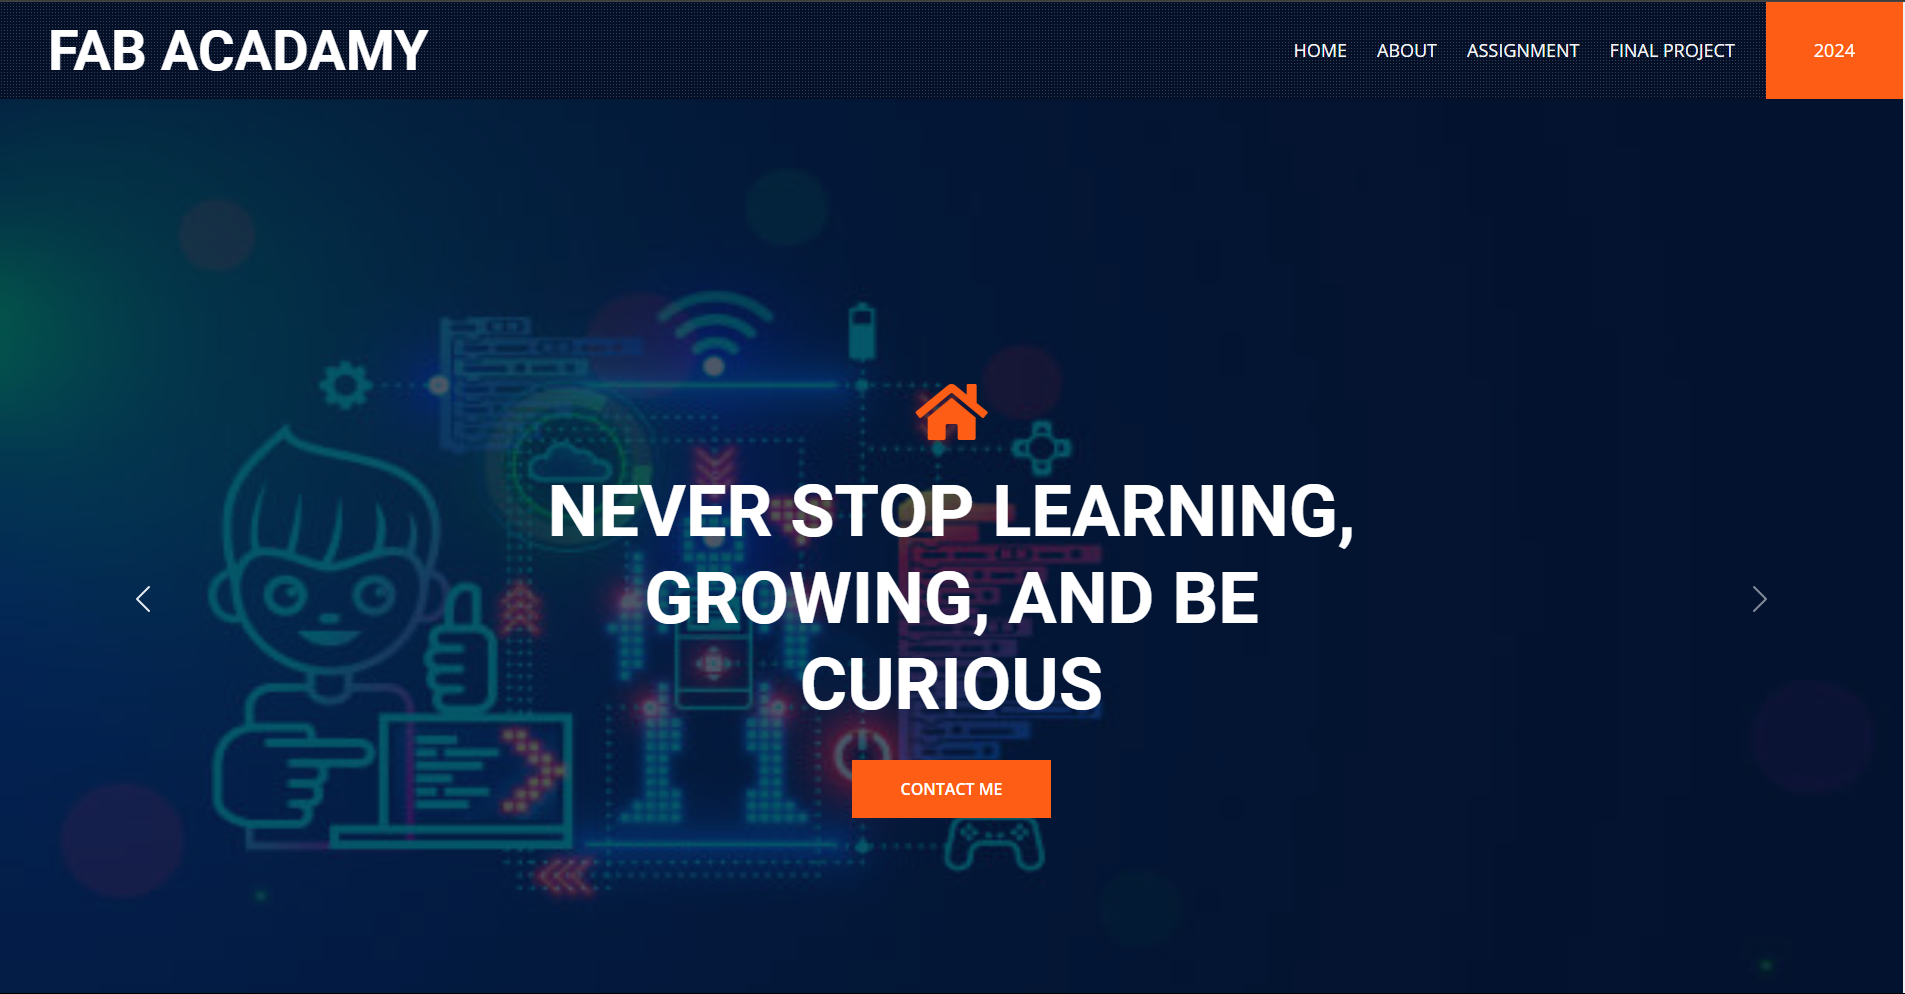 FAB ACADAMY
HOME ABOUT ASSIGNMENT FINAL PROJECT 2024
NEVER STOP LEARNING,
GROWING, AND BE
CURIOUS
CONTACT ME